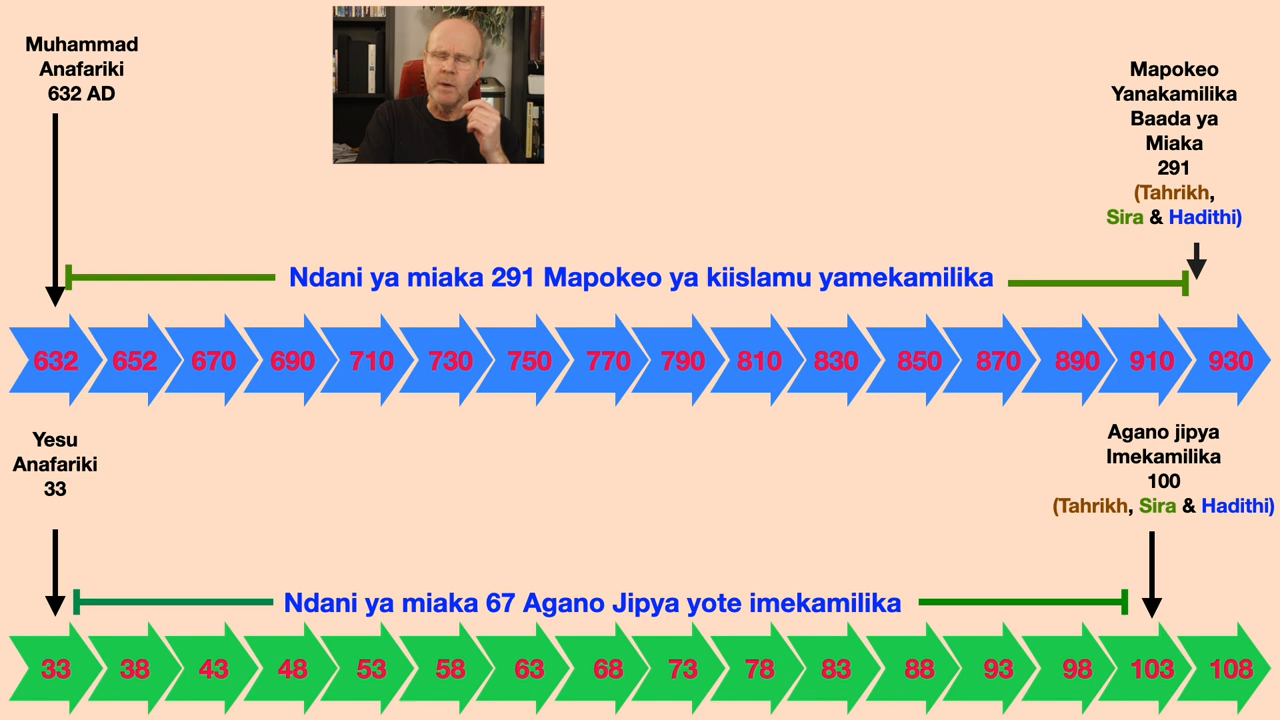 Muhammad
Anafariki
632 AD
Mapokeo
Yanakamilika
Baada ya
Miaka
291
(Tahrikh,
Sira & Hadithi)
Ndani ya miaka 291 Mapokeo ya kiislamu yamekamilika
632 652 670 690 710 730 750 770 790 810 830 850 870 890 910 930
Yesu
Anafariki
33
Agano jipya
Imekamilika
100
(Tahrikh, Sira & Hadithi)
Ndani ya miaka 67 Agano Jipya yote imekamilika
33 38 43 48 53 58 63 68 73 78 83 88 93 98 103 108